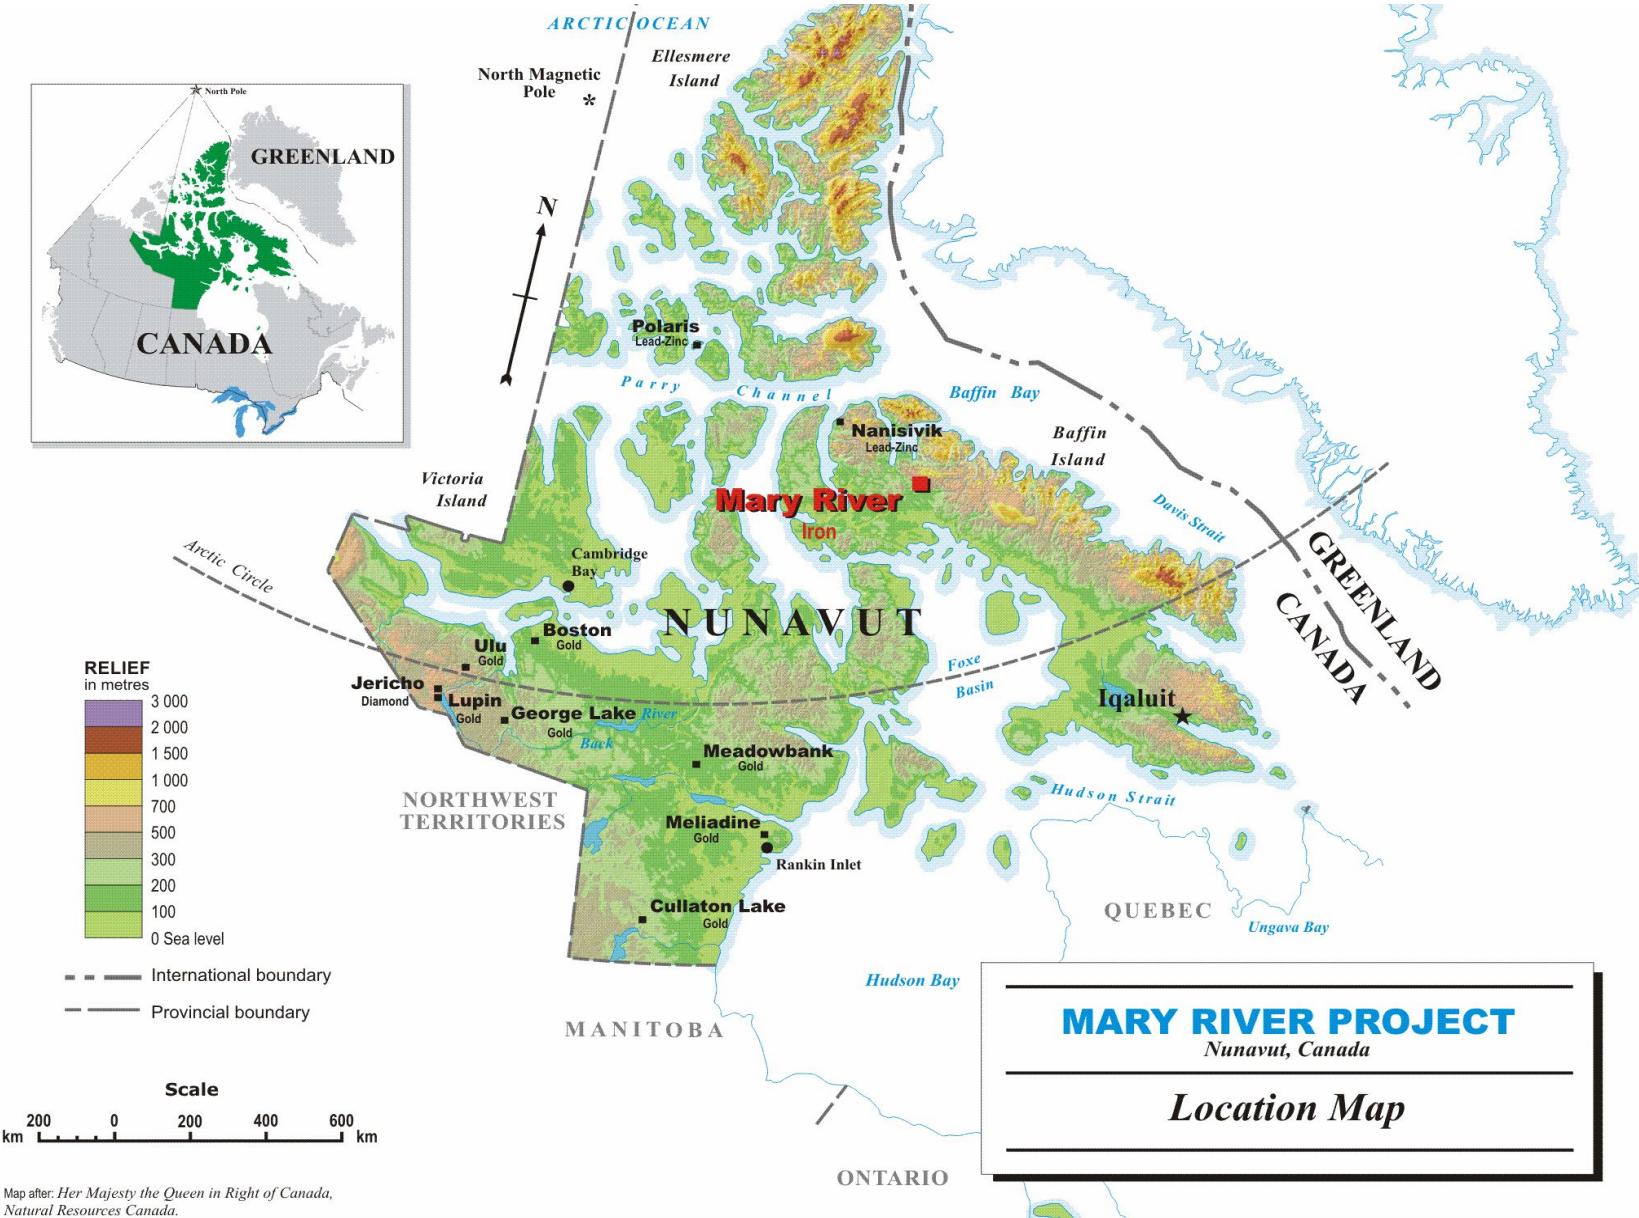 ARCTIC OCEAN
Ellesmere
Island
North Magnetic
Pole
*
North Pole
GREENLAND
CANADA
N
Polaris
Lead-Zinc
Parry Channel
Baffin Bay
Nanisivik
Lead-Zinc
Baffin
Island
Victoria
Island
Mary River
Iron
Davis Strait
Arctic Circle
Cambridge
Bay
GREENLAND
CANADA
NUNAVUT
Boston
Gold
Ulu
Gold
Foxe
Basin
Jericho
Diamond
Lupin
Gold
Iqaluit
George Lake
Gold
Back River
Meadowbank
Gold
RELIEF
in metres
3 000
2 000
1 500
1 000
700
500
300
200
100
0 Sea level
NORTHWEST
TERRITORIES
Hudson Strait
Meliadine
Gold
Rankin Inlet
Cullaton Lake
Gold
QUEBEC
Ungava Bay
International boundary
Provincial boundary
Hudson Bay
MANITOBA
MARY RIVER PROJECT
Nunavut, Canada
Location Map
Scale
200 0 200 400 600
km km
ONTARIO
Map after: Her Majesty the Queen in Right of Canada,
Natural Resources Canada.